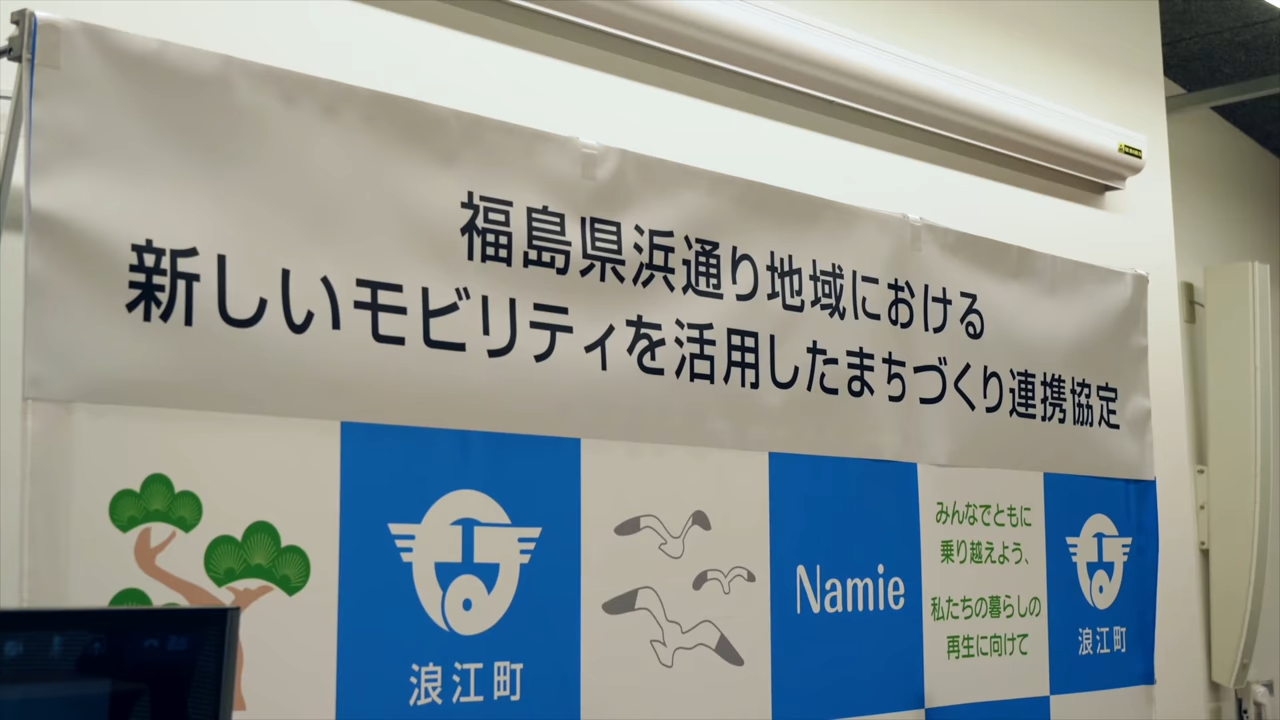 福島県浜通り地域における
新しいモビリティを活用したまちづくり連携協定
浪江町
Namie
みんなでともに
乗り越えよう、
私たちの暮らしの
再生に向けて
浪江町